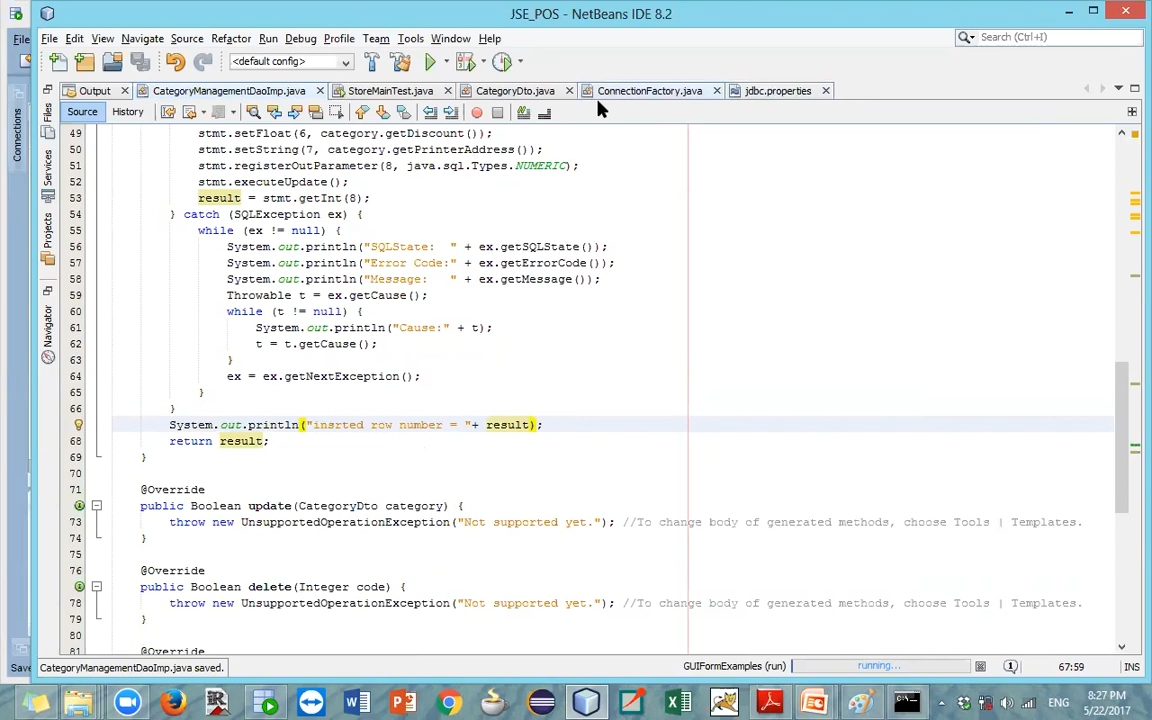 JSE_POS - NetBeans IDE 8.2
File Edit View Navigate Source Refactor Run Debug Profile Team Tools Window Help
Search (Ctrl+I)
<default config>
Output CategoryManagementDaoImp.java StoreMainTest.java CategoryDto.java ConnectionFactory.java jdbc.properties
Source History
Connections
Files
Services
Projects
Navigator
49 stmt.setFloat(6, category.getDiscount());
50 stmt.setString(7, category.getPrinterAddress());
51 stmt.registerOutParameter(8, java.sql.Types.NUMERIC);
52 stmt.executeUpdate();
53 result = stmt.getInt(8);
54 } catch (SQLException ex) {
55 while (ex != null) {
56 System.out.println("SQLState:  " + ex.getSQLState());
57 System.out.println("Error Code:" + ex.getErrorCode());
58 System.out.println("Message:   " + ex.getMessage());
59 Throwable t = ex.getCause();
60 while (t != null) {
61 System.out.println("Cause:" + t);
62 t = t.getCause();
63 }
64 ex = ex.getNextException();
65 }
66 }
System.out.println("insrted row number = "+ result);
68 return result;
69 }
70
71 @Override
public Boolean update(CategoryDto category) {
73 throw new UnsupportedOperationException("Not supported yet."); //To change body of generated methods, choose Tools | Templates.
74 }
75
76 @Override
public Boolean delete(Integer code) {
78 throw new UnsupportedOperationException("Not supported yet."); //To change body of generated methods, choose Tools | Templates.
79 }
80
81 @Override
CategoryManagementDaoImp.java saved.
GUIFormExamples (run) running... 67:59 INS
ENG
8:27 PM
5/22/2017